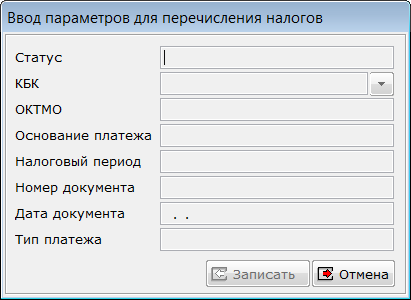 Ввод параметров для перечисления налогов
Статус
КБК
ОКТМО
Основание платежа
Налоговый период
Номер документа
Дата документа . .
Тип платежа
Записать Отмена